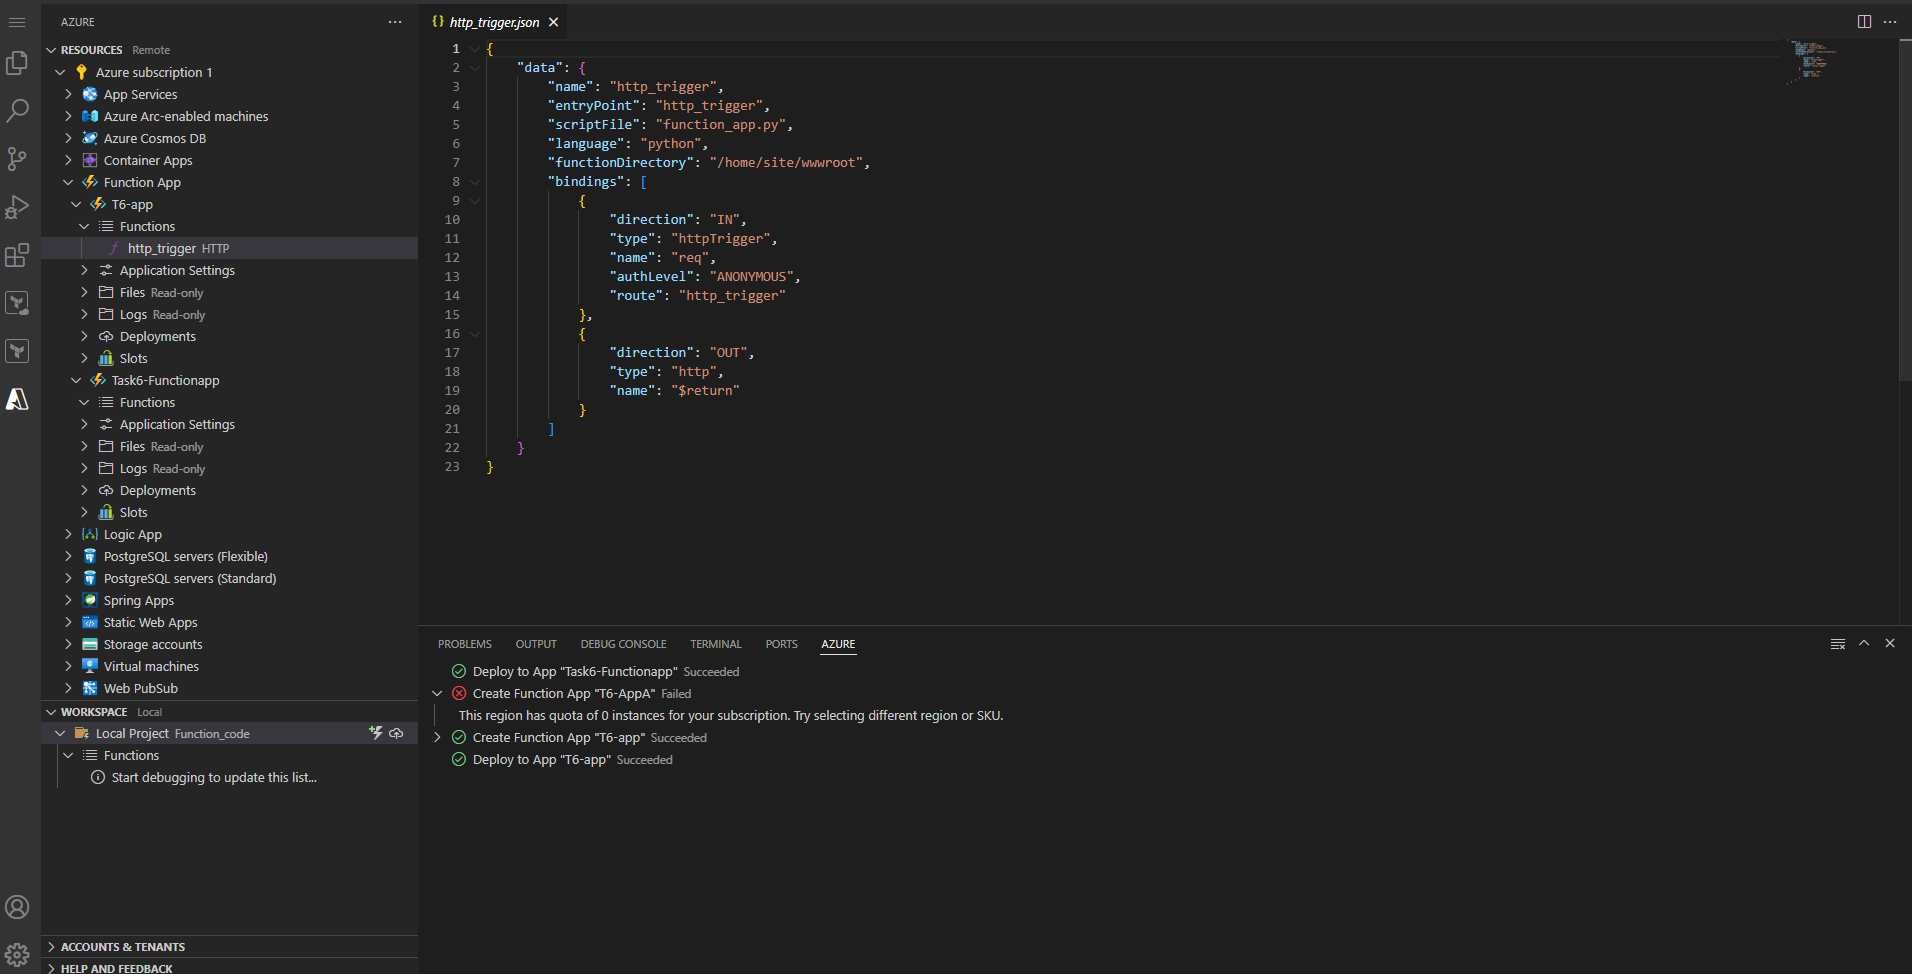 AZURE
RESOURCES Remote
Azure subscription 1
App Services
Azure Arc-enabled machines
Azure Cosmos DB
Container Apps
Function App
T6-app
Functions
http_trigger HTTP
Application Settings
Files Read-only
Logs Read-only
Deployments
Slots
Task6-Functionapp
Functions
Application Settings
Files Read-only
Logs Read-only
Deployments
Slots
Logic App
PostgreSQL servers (Flexible)
PostgreSQL servers (Standard)
Spring Apps
Static Web Apps
Storage accounts
Virtual machines
Web PubSub
WORKSPACE Local
Local Project Function_code
Functions
Start debugging to update this list...
ACCOUNTS & TENANTS
HELP AND FEEDBACK
http_trigger.json
1 {
2 "data": {
3 "name": "http_trigger",
4 "entryPoint": "http_trigger",
5 "scriptFile": "function_app.py",
6 "language": "python",
7 "functionDirectory": "/home/site/wwwroot",
8 "bindings": [
9 {
10 "direction": "IN",
11 "type": "httpTrigger",
12 "name": "req",
13 "authLevel": "ANONYMOUS",
14 "route": "http_trigger"
15 },
16 {
17 "direction": "OUT",
18 "type": "http",
19 "name": "$return"
20 }
21 ]
22 }
23 }
PROBLEMS OUTPUT DEBUG CONSOLE TERMINAL PORTS AZURE
Deploy to App "Task6-Functionapp" Succeeded
Create Function App "T6-AppA" Failed
This region has quota of 0 instances for your subscription. Try selecting different region or SKU.
Create Function App "T6-app" Succeeded
Deploy to App "T6-app" Succeeded